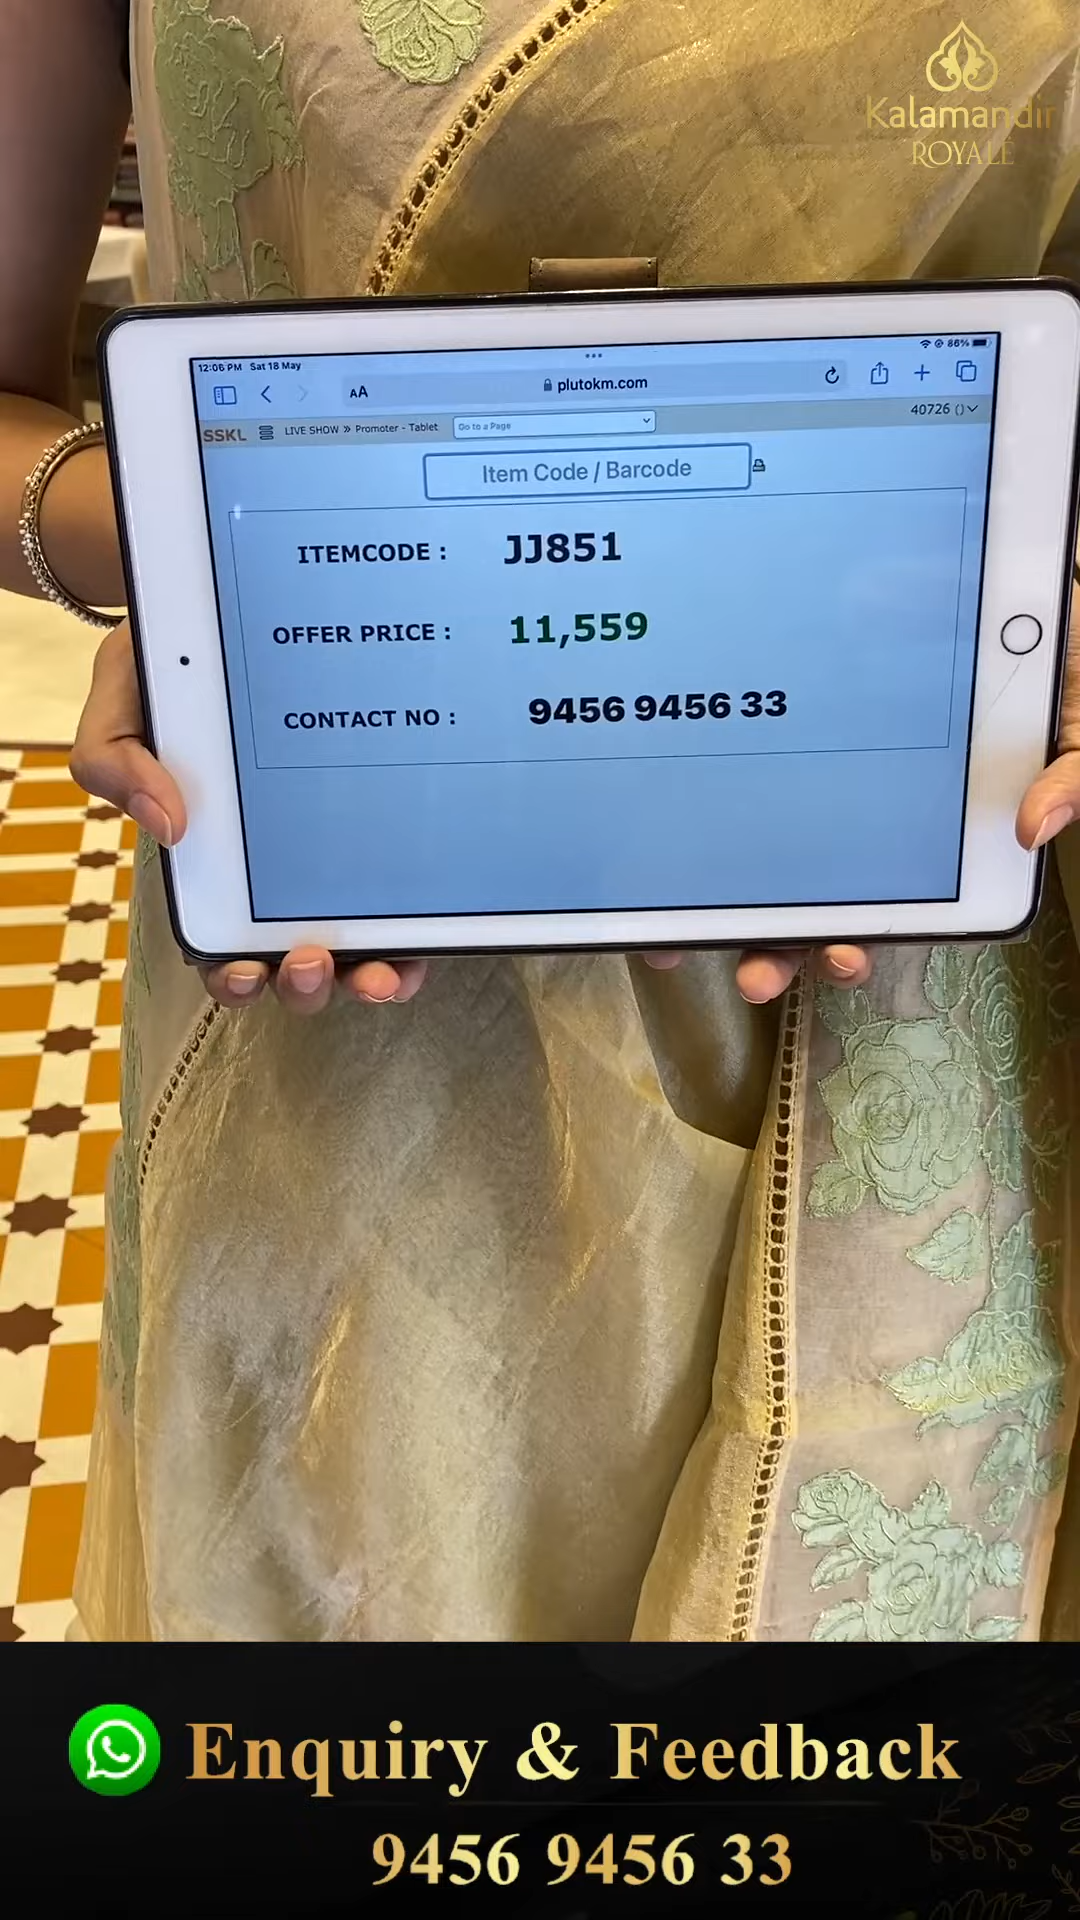 Kalamandir
ROYALE
12:06 PM Sat 18 May
86%
AA
plutokm.com
SSKL
LIVE SHOW » Promoter - Tablet
Go to a Page
40726 ()
Item Code / Barcode
ITEMCODE : JJ851
OFFER PRICE : 11,559
CONTACT NO : 9456 9456 33
Enquiry & Feedback
9456 9456 33